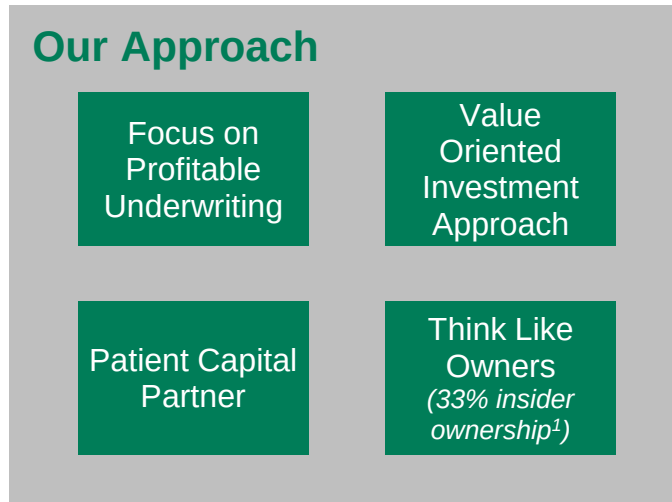 Our Approach
Focus on
Profitable
Underwriting
Value
Oriented
Investment
Approach
Patient Capital
Partner
Think Like
Owners
(33% insider
ownership¹)